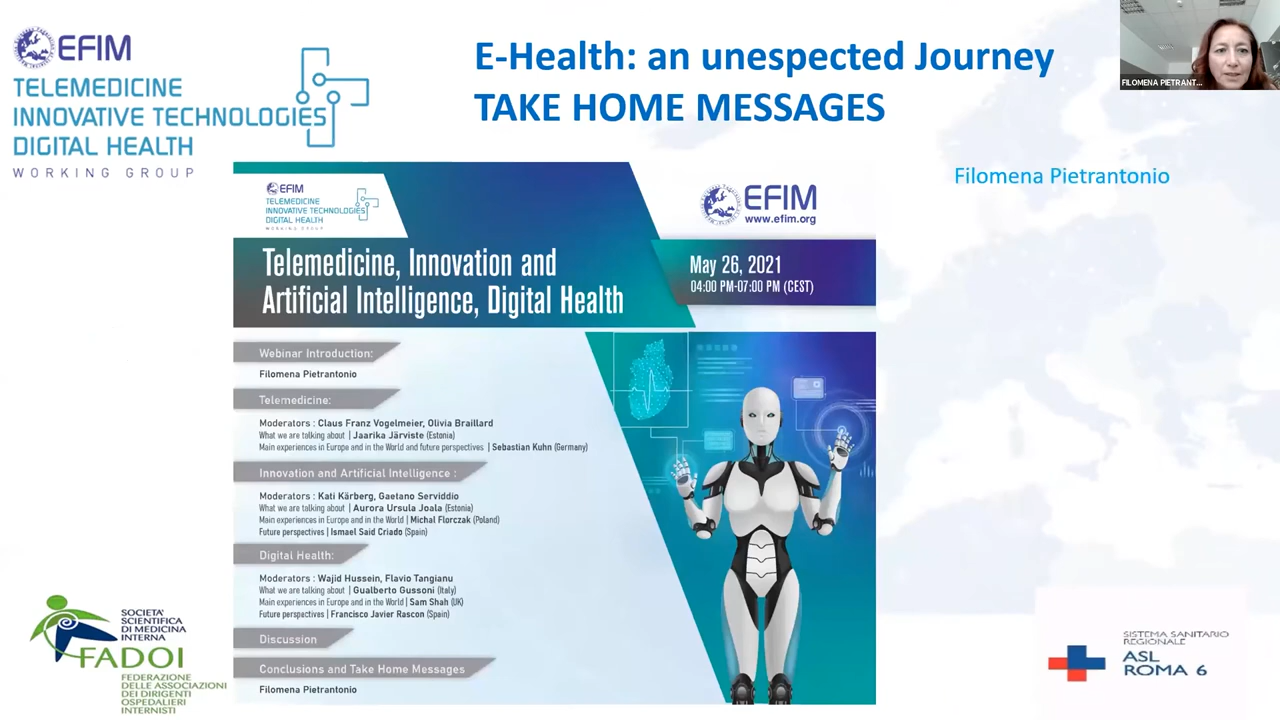 EFIM
TELEMEDICINE
INNOVATIVE TECHNOLOGIES
DIGITAL HEALTH
WORKING GROUP
E-Health: an unespected Journey
TAKE HOME MESSAGES
FILOMENA PIETRANT...
Filomena Pietrantonio
EFIM
TELEMEDICINE
INNOVATIVE TECHNOLOGIES
DIGITAL HEALTH
WORKING GROUP
EFIM
www.efim.org
Telemedicine, Innovation and
Artificial Intelligence, Digital Health
May 26, 2021
04:00 PM-07:00 PM (CEST)
Webinar Introduction:
Filomena Pietrantonio
Telemedicine:
Moderators : Claus Franz Vogelmeier, Olivia Braillard
What we are talking about | Jaarika Järviste (Estonia)
Main experiences in Europe and in the World and future perspectives | Sebastian Kuhn (Germany)
Innovation and Artificial Intelligence :
Moderators : Kati Kärberg, Gaetano Serviddio
What we are talking about | Aurora Ursula Joala (Estonia)
Main experiences in Europe and in the World | Michal Florczak (Poland)
Future perspectives | Ismael Said Criado (Spain)
Digital Health:
Moderators : Wajid Hussein, Flavio Tangianu
What we are talking about | Gualberto Gussoni (Italy)
Main experiences in Europe and in the World | Sam Shah (UK)
Future perspectives | Francisco Javier Rascon (Spain)
Discussion
Conclusions and Take Home Messages
Filomena Pietrantonio
SOCIETÀ
SCIENTIFICA
DI MEDICINA
INTERNA
FADOI
FEDERAZIONE
DELLE ASSOCIAZIONI
DEI DIRIGENTI
OSPEDALIERI
INTERNISTI
SISTEMA SANITARIO
REGIONALE
ASL
ROMA 6